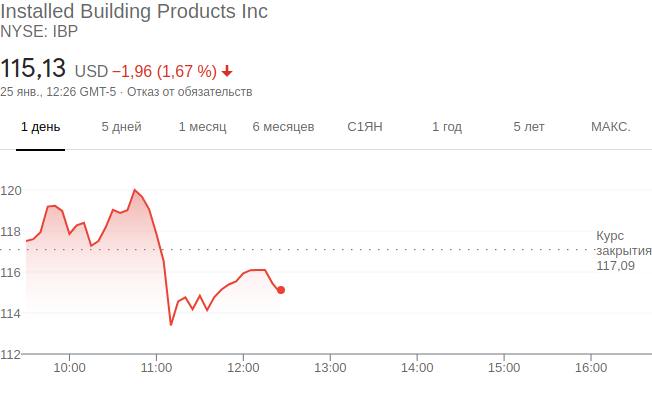 Installed Building Products Inc
NYSE: IBP
115,13 USD −1,96 (1,67 %)
25 янв., 12:26 GMT-5 · Отказ от обязательств
1 день 5 дней 1 месяц 6 месяцев С1ЯН 1 год 5 лет МАКС.
120
118
Курс
закрытия
117,09
116
114
112
10:00 11:00 12:00 13:00 14:00 15:00 16:00